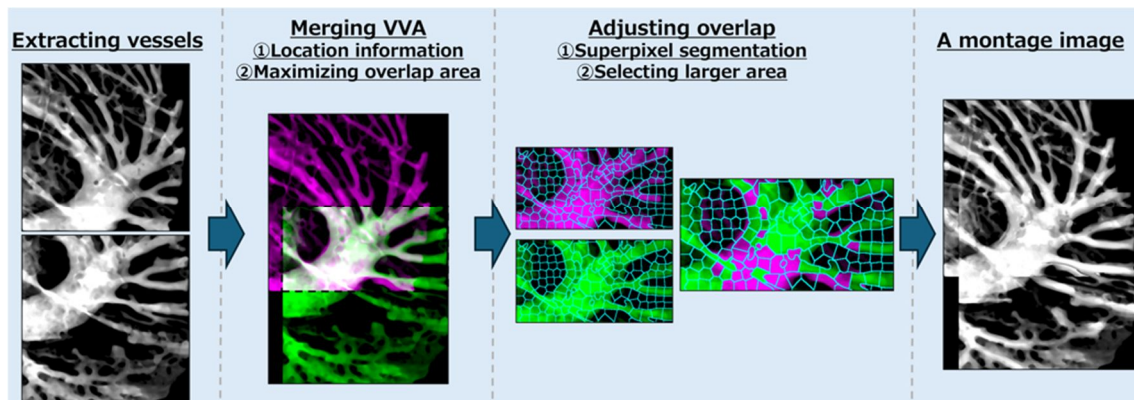 Extracting vessels
Merging VVA
①Location information
②Maximizing overlap area
Adjusting overlap
①Superpixel segmentation
②Selecting larger area
A montage image